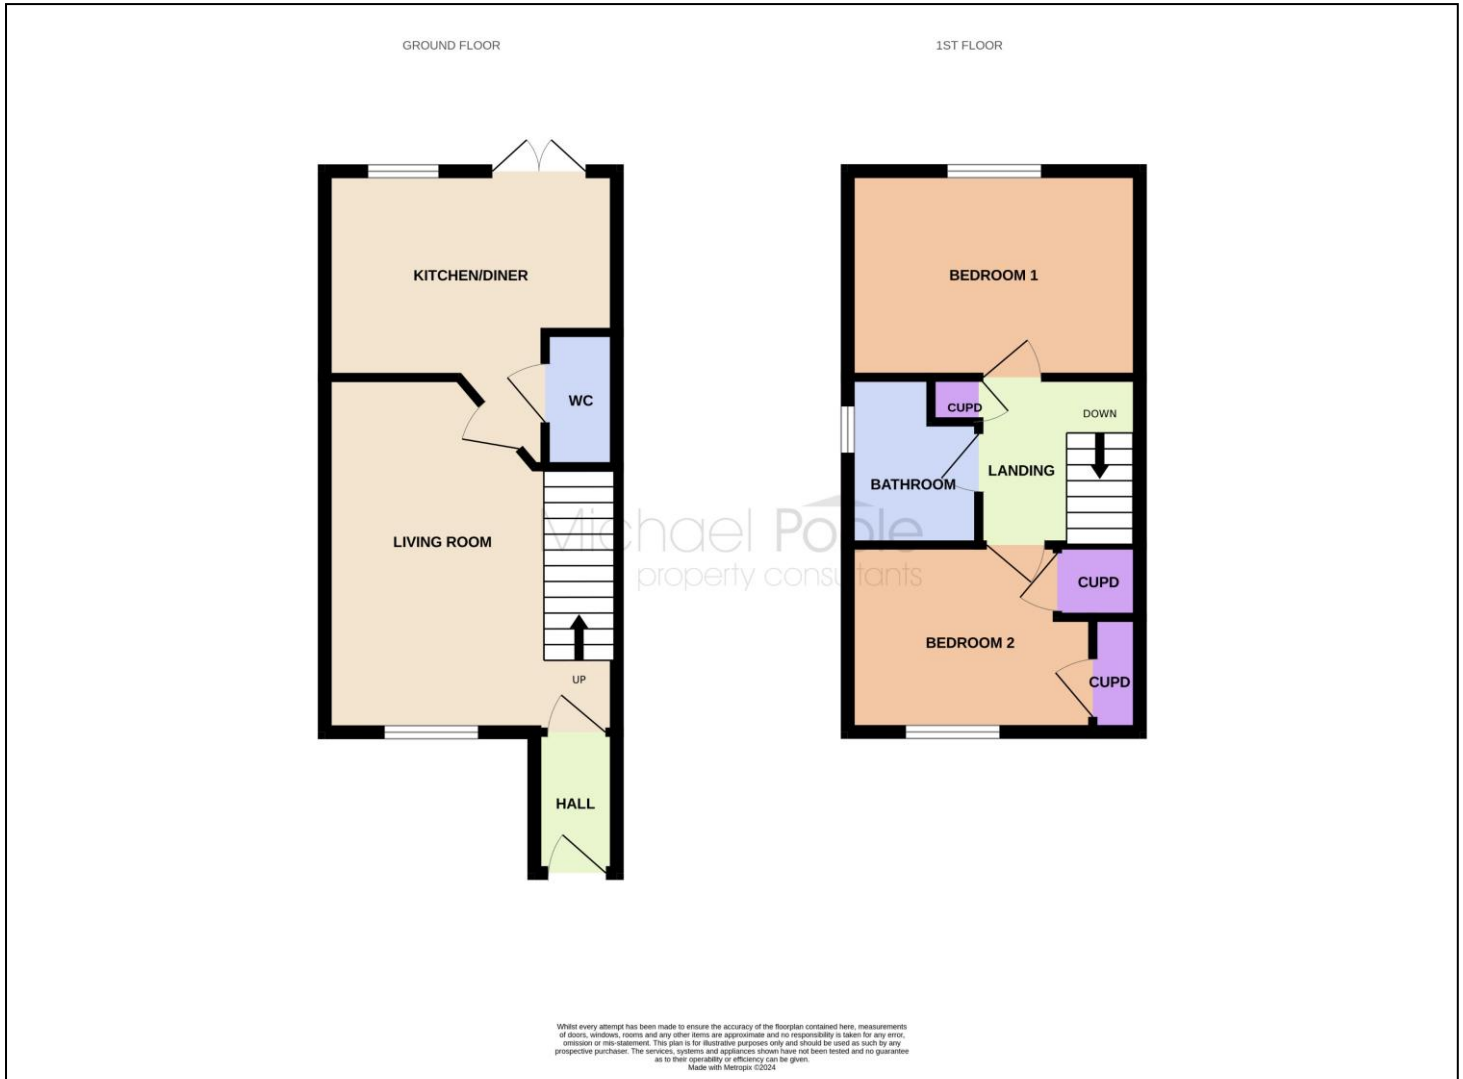 GROUND FLOOR
1ST FLOOR
KITCHEN/DINER
WC
LIVING ROOM
UP
HALL
BEDROOM 1
CUPD
DOWN
LANDING
BATHROOM
CUPD
BEDROOM 2
CUPD
Michael Poole
property consultants
Whilst every attempt has been made to ensure the accuracy of the floorplan contained here, measurements
of doors, windows, rooms and any other items are approximate and no responsibility is taken for any error,
omission or mis-statement. This plan is for illustrative purposes only and should be used as such by any
prospective purchaser. The services, systems and appliances shown have not been tested and no guarantee
as to their operability or efficiency can be given.
Made with Metropix ©2024